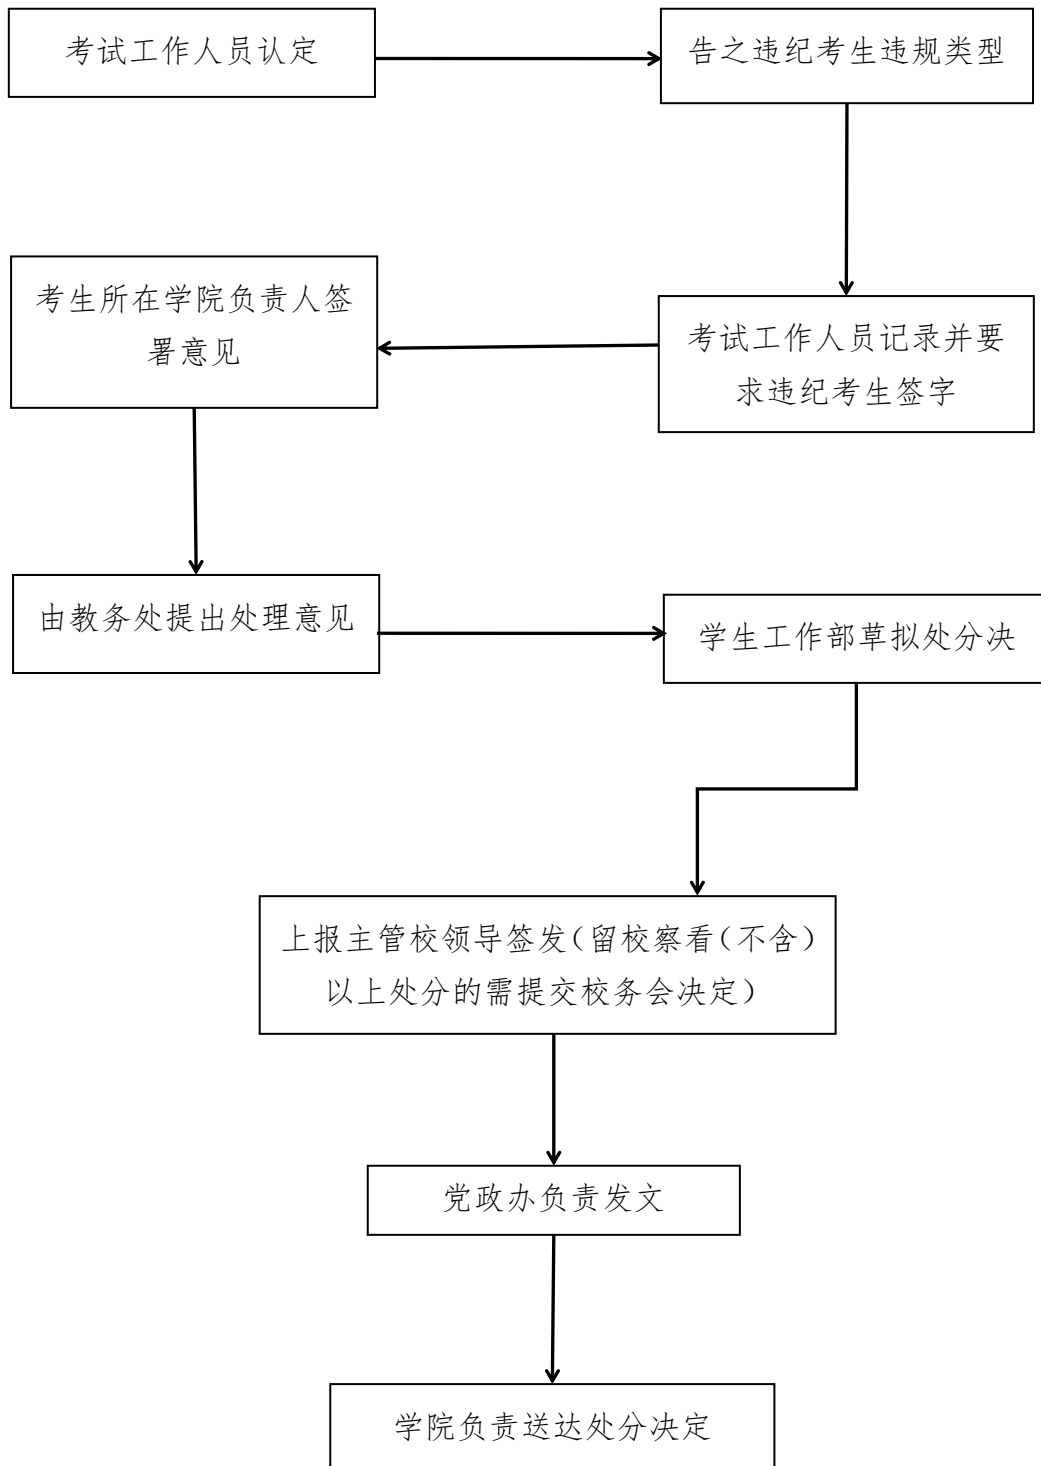 考试工作人员认定
告之违纪考生违规类型
考试工作人员记录并要
求违纪考生签字
考生所在学院负责人签
署意见
由教务处提出处理意见
学生工作部草拟处分决
上报主管校领导签发（留校察看（不含）
以上处分的需提交校务会决定）
党政办负责发文
学院负责送达处分决定